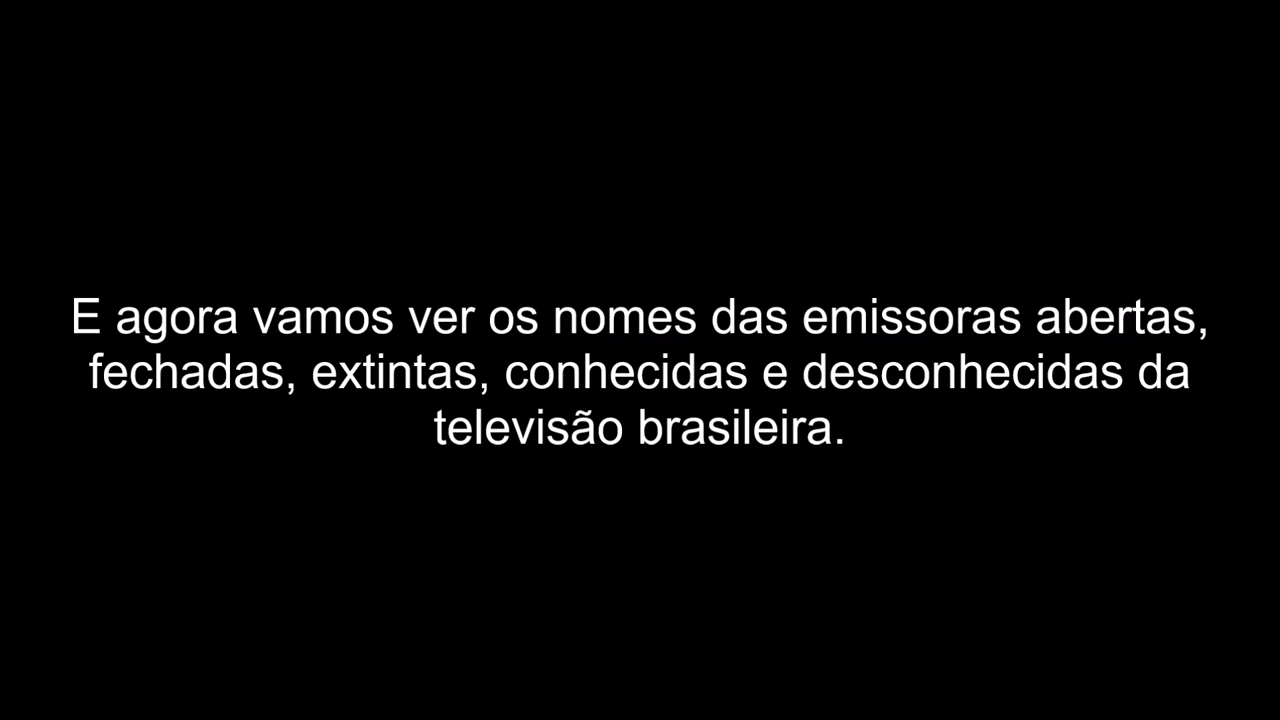 E agora vamos ver os nomes das emissoras abertas,
fechadas, extintas, conhecidas e desconhecidas da
televisão brasileira.